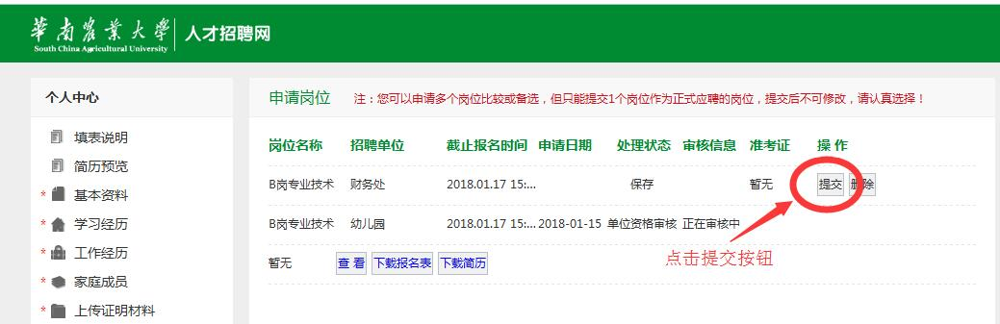 華南農業大學 人才招聘网
South China Agricultural University
个人中心
填表说明
简历预览
* 基本资料
* 学习经历
* 工作经历
* 家庭成员
* 上传证明材料
申请岗位 注：您可以申请多个岗位比较或备选，但只能提交1个岗位作为正式应聘的岗位，提交后不可修改，请认真选择！
岗位名称 招聘单位 截止报名时间 申请日期 处理状态 审核信息 准考证 操 作
B岗专业技术 财务处 2018.01.17 15:... 保存 暂无 提交 删除
B岗专业技术 幼儿园 2018.01.17 15:... 2018-01-15 单位资格审核 正在审核中
暂无 查 看 下载报名表 下载简历
点击提交按钮